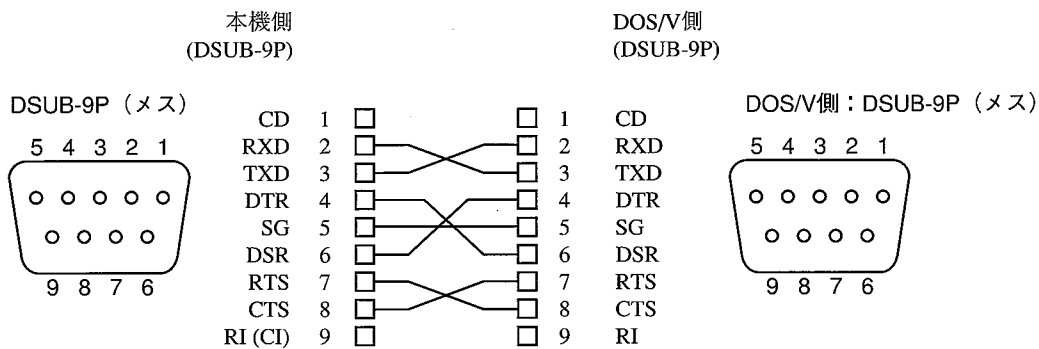 本機側 DOS/V側
(DSUB-9P) (DSUB-9P)
DSUB-9P（メス） DOS/V側：DSUB-9P（メス）
5 4 3 2 1
9 8 7 6
CD 1 1 CD
RXD 2 2 RXD
TXD 3 3 TXD
DTR 4 4 DTR
SG 5 5 SG
DSR 6 6 DSR
RTS 7 7 RTS
CTS 8 8 CTS
RI (CI) 9 9 RI
5 4 3 2 1
9 8 7 6